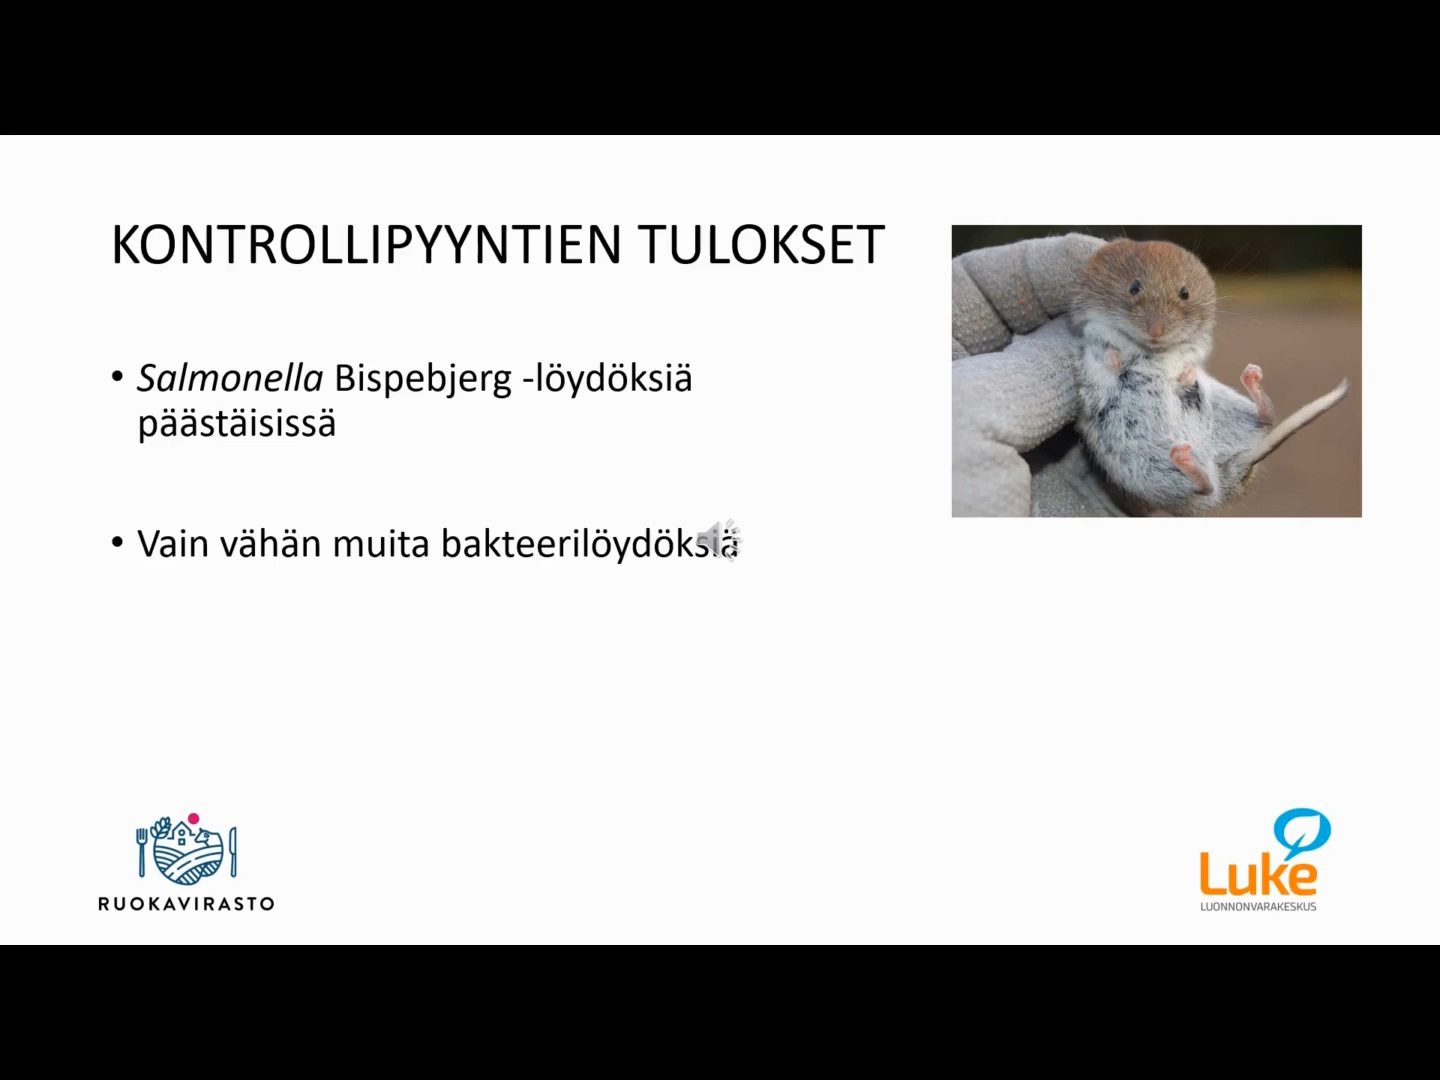 KONTROLLIPYYNTIEN TULOKSET
• Salmonella Bispebjerg -löydöksiä
päästäisissä
• Vain vähän muita bakteerilöydöksiä
RUOKAVIRASTO
Luke
LUONNONVARAKESKUS